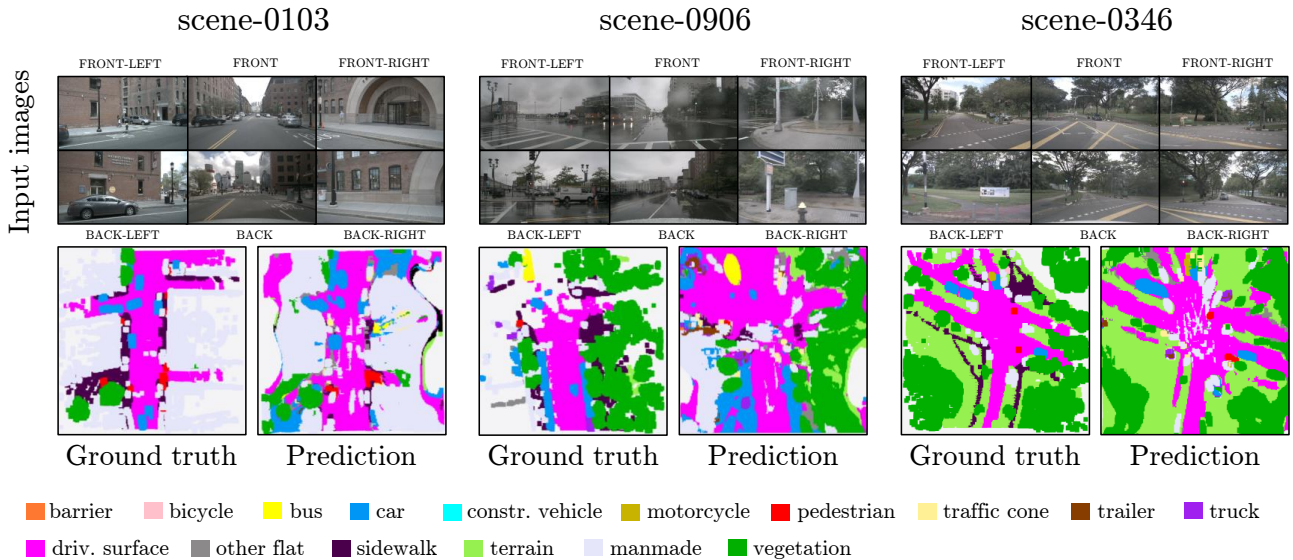 scene-0103 scene-0906 scene-0346
FRONT-LEFT FRONT FRONT-RIGHT FRONT-LEFT FRONT FRONT-RIGHT FRONT-LEFT FRONT FRONT-RIGHT
Input images
BACK-LEFT BACK BACK-RIGHT BACK-LEFT BACK BACK-RIGHT BACK-LEFT BACK BACK-RIGHT
Ground truth Prediction Ground truth Prediction Ground truth Prediction
barrier bicycle bus car constr. vehicle motorcycle pedestrian traffic cone trailer truck
driv. surface other flat sidewalk terrain manmade vegetation